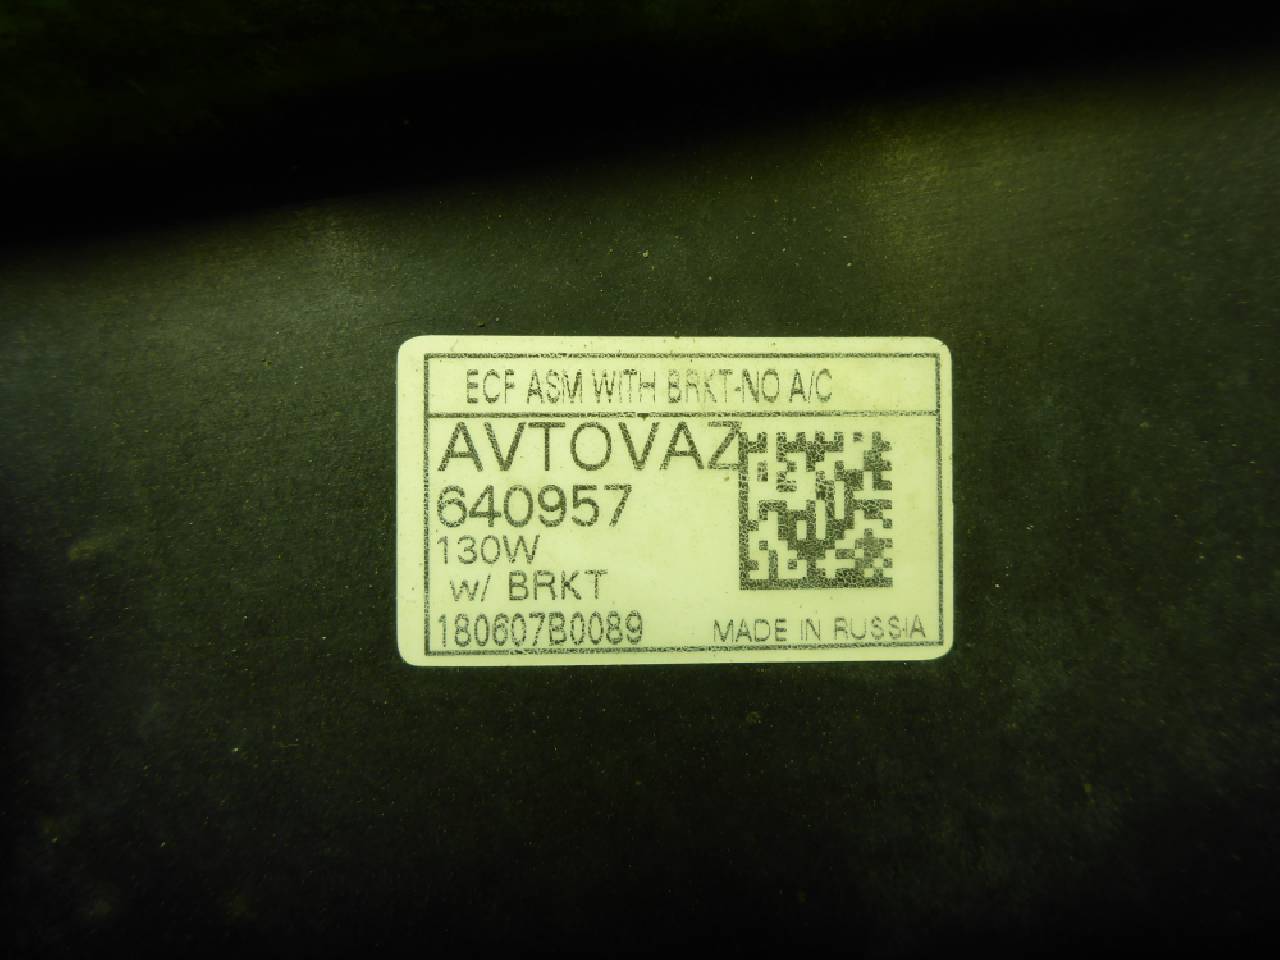 ECF ASM WITH BRKT-NO A/C
AVTOVAZ
640957
130W
w/ BRKT
180607B0089
MADE IN RUSSIA